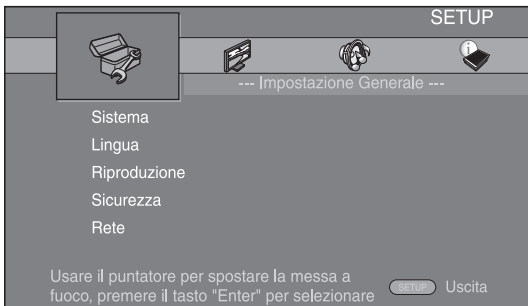 SETUP
--- Impostazione Generale ---
Sistema
Lingua
Riproduzione
Sicurezza
Rete
Usare il puntatore per spostare la messa a
fuoco, premere il tasto "Enter" per selezionare
SETUP Uscita